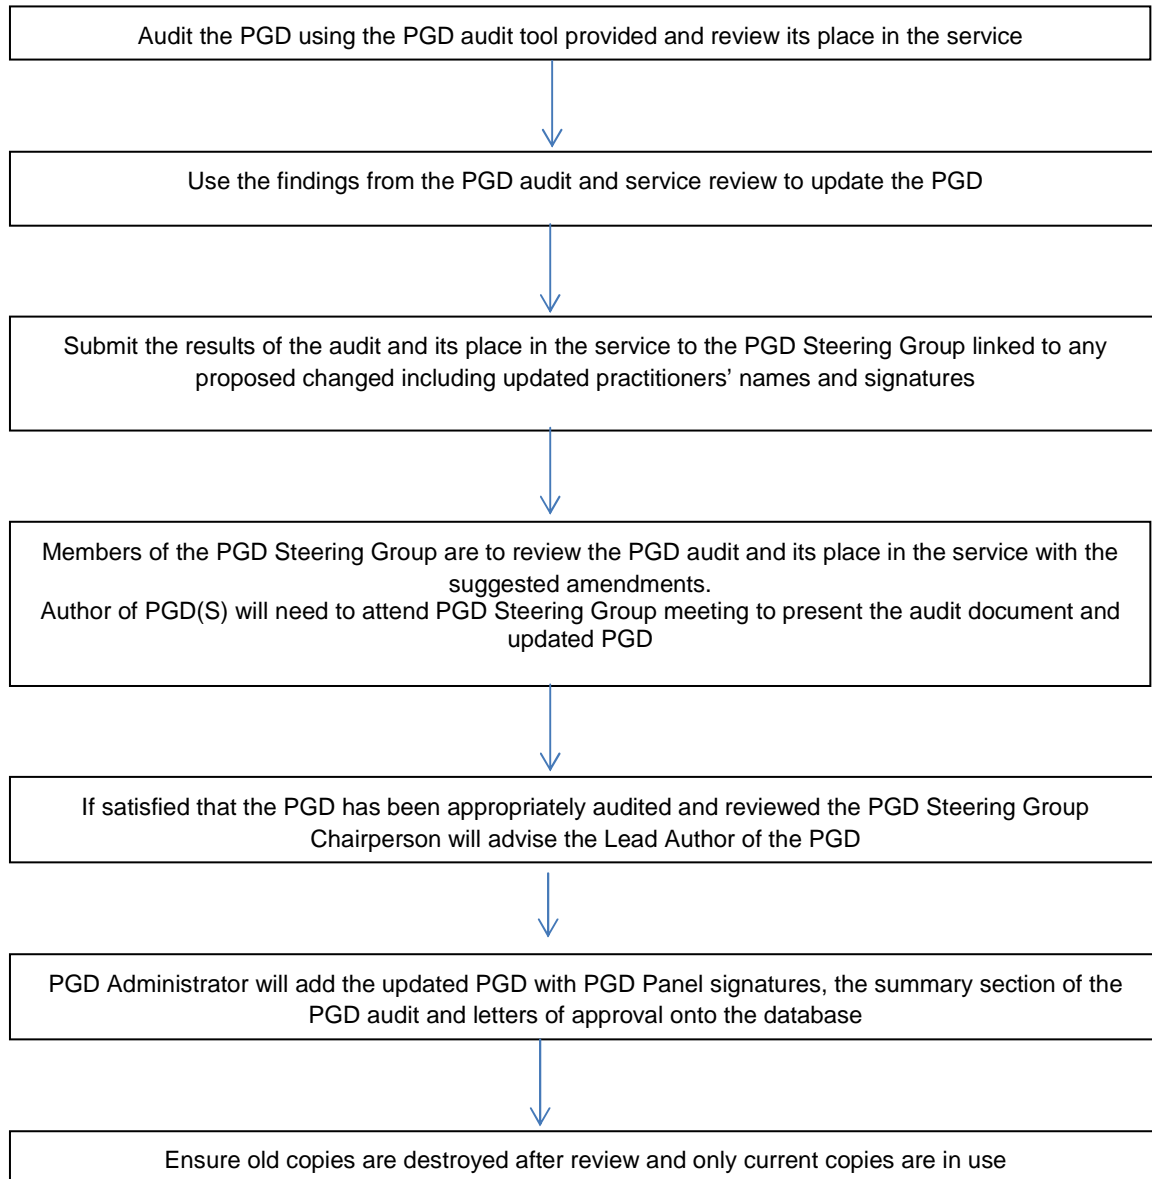 Audit the PGD using the PGD audit tool provided and review its place in the service
Use the findings from the PGD audit and service review to update the PGD
Submit the results of the audit and its place in the service to the PGD Steering Group linked to any
proposed changed including updated practitioners’ names and signatures
Members of the PGD Steering Group are to review the PGD audit and its place in the service with the
suggested amendments.
Author of PGD(S) will need to attend PGD Steering Group meeting to present the audit document and
updated PGD
If satisfied that the PGD has been appropriately audited and reviewed the PGD Steering Group
Chairperson will advise the Lead Author of the PGD
PGD Administrator will add the updated PGD with PGD Panel signatures, the summary section of the
PGD audit and letters of approval onto the database
Ensure old copies are destroyed after review and only current copies are in use